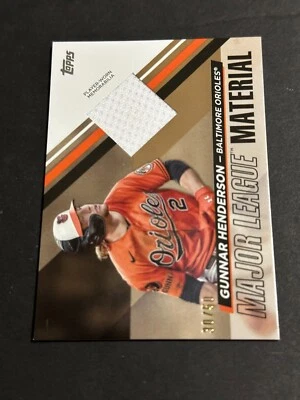 Topps
PLAYER-WORN
MEMORABILIA
Orioles
2
GUNNAR HENDERSON – BALTIMORE ORIOLES®
MAJOR LEAGUE
MATERIAL